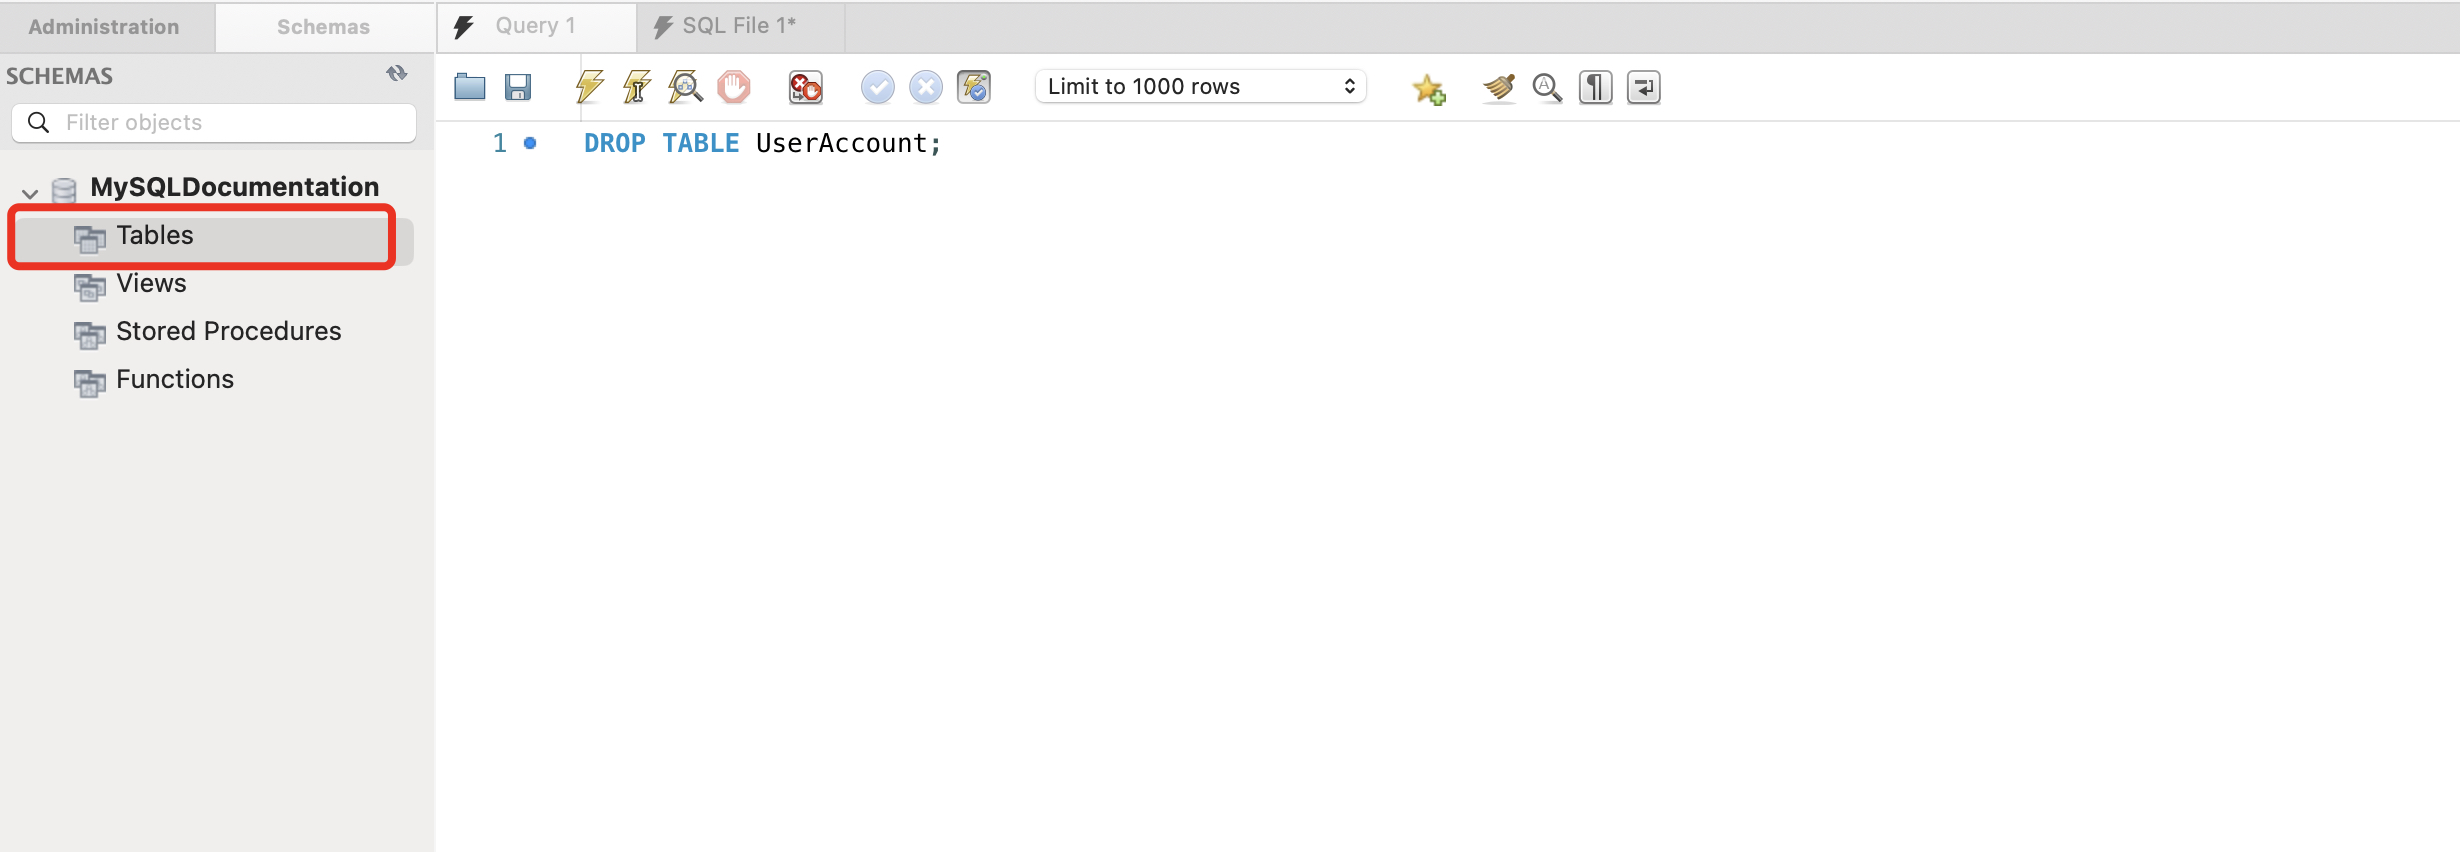 Administration Schemas Query 1 SQL File 1*
SCHEMAS
Limit to 1000 rows
Filter objects
1 DROP TABLE UserAccount;
MySQLDocumentation
Tables
Views
Stored Procedures
Functions